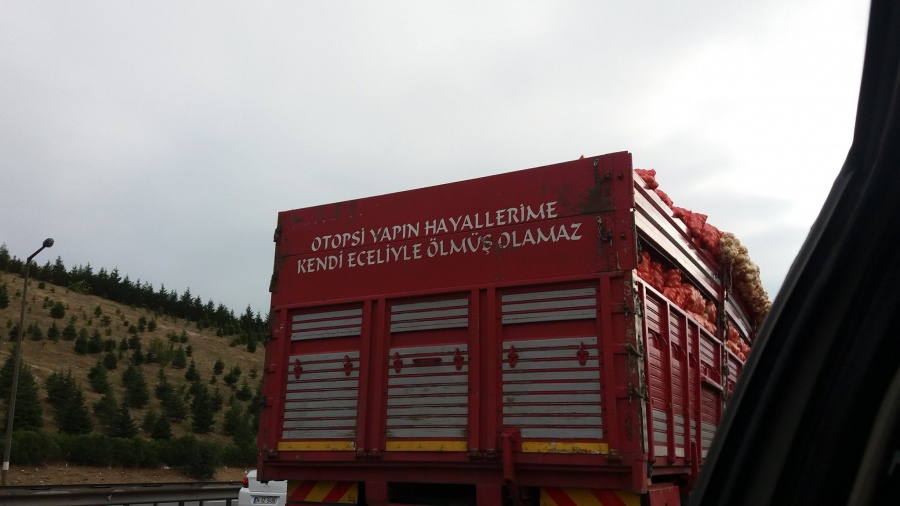 OTOPSİ YAPIN HAYALLERİME
KENDİ ECELİYLE ÖLMÜŞ OLAMAZ